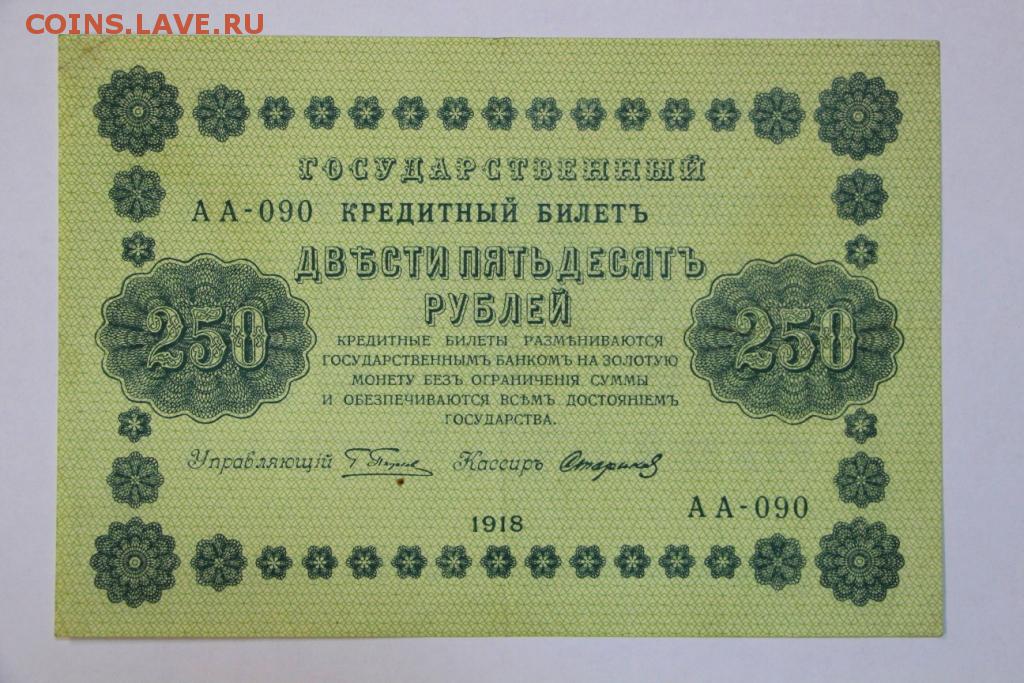 COINS.LAVE.RU
ГОСУДАРСТВЕННЫЙ
АА-090 КРЕДИТНЫЙ БИЛЕТЪ
ДВѢСТИ ПЯТЬДЕСЯТЪ
РУБЛЕЙ
250 250
КРЕДИТНЫЕ БИЛЕТЫ РАЗМѢНИВАЮТСЯ
ГОСУДАРСТВЕННЫМЪ БАНКОМЪ НА ЗОЛОТУЮ
МОНЕТУ БЕЗЪ ОГРАНИЧЕНІЯ СУММЫ
И ОБЕЗПЕЧИВАЮТСЯ ВСѢМЪ ДОСТОЯНІЕМЪ
ГОСУДАРСТВА.
Управляющій Кассиръ Стариков
АА-090
1918